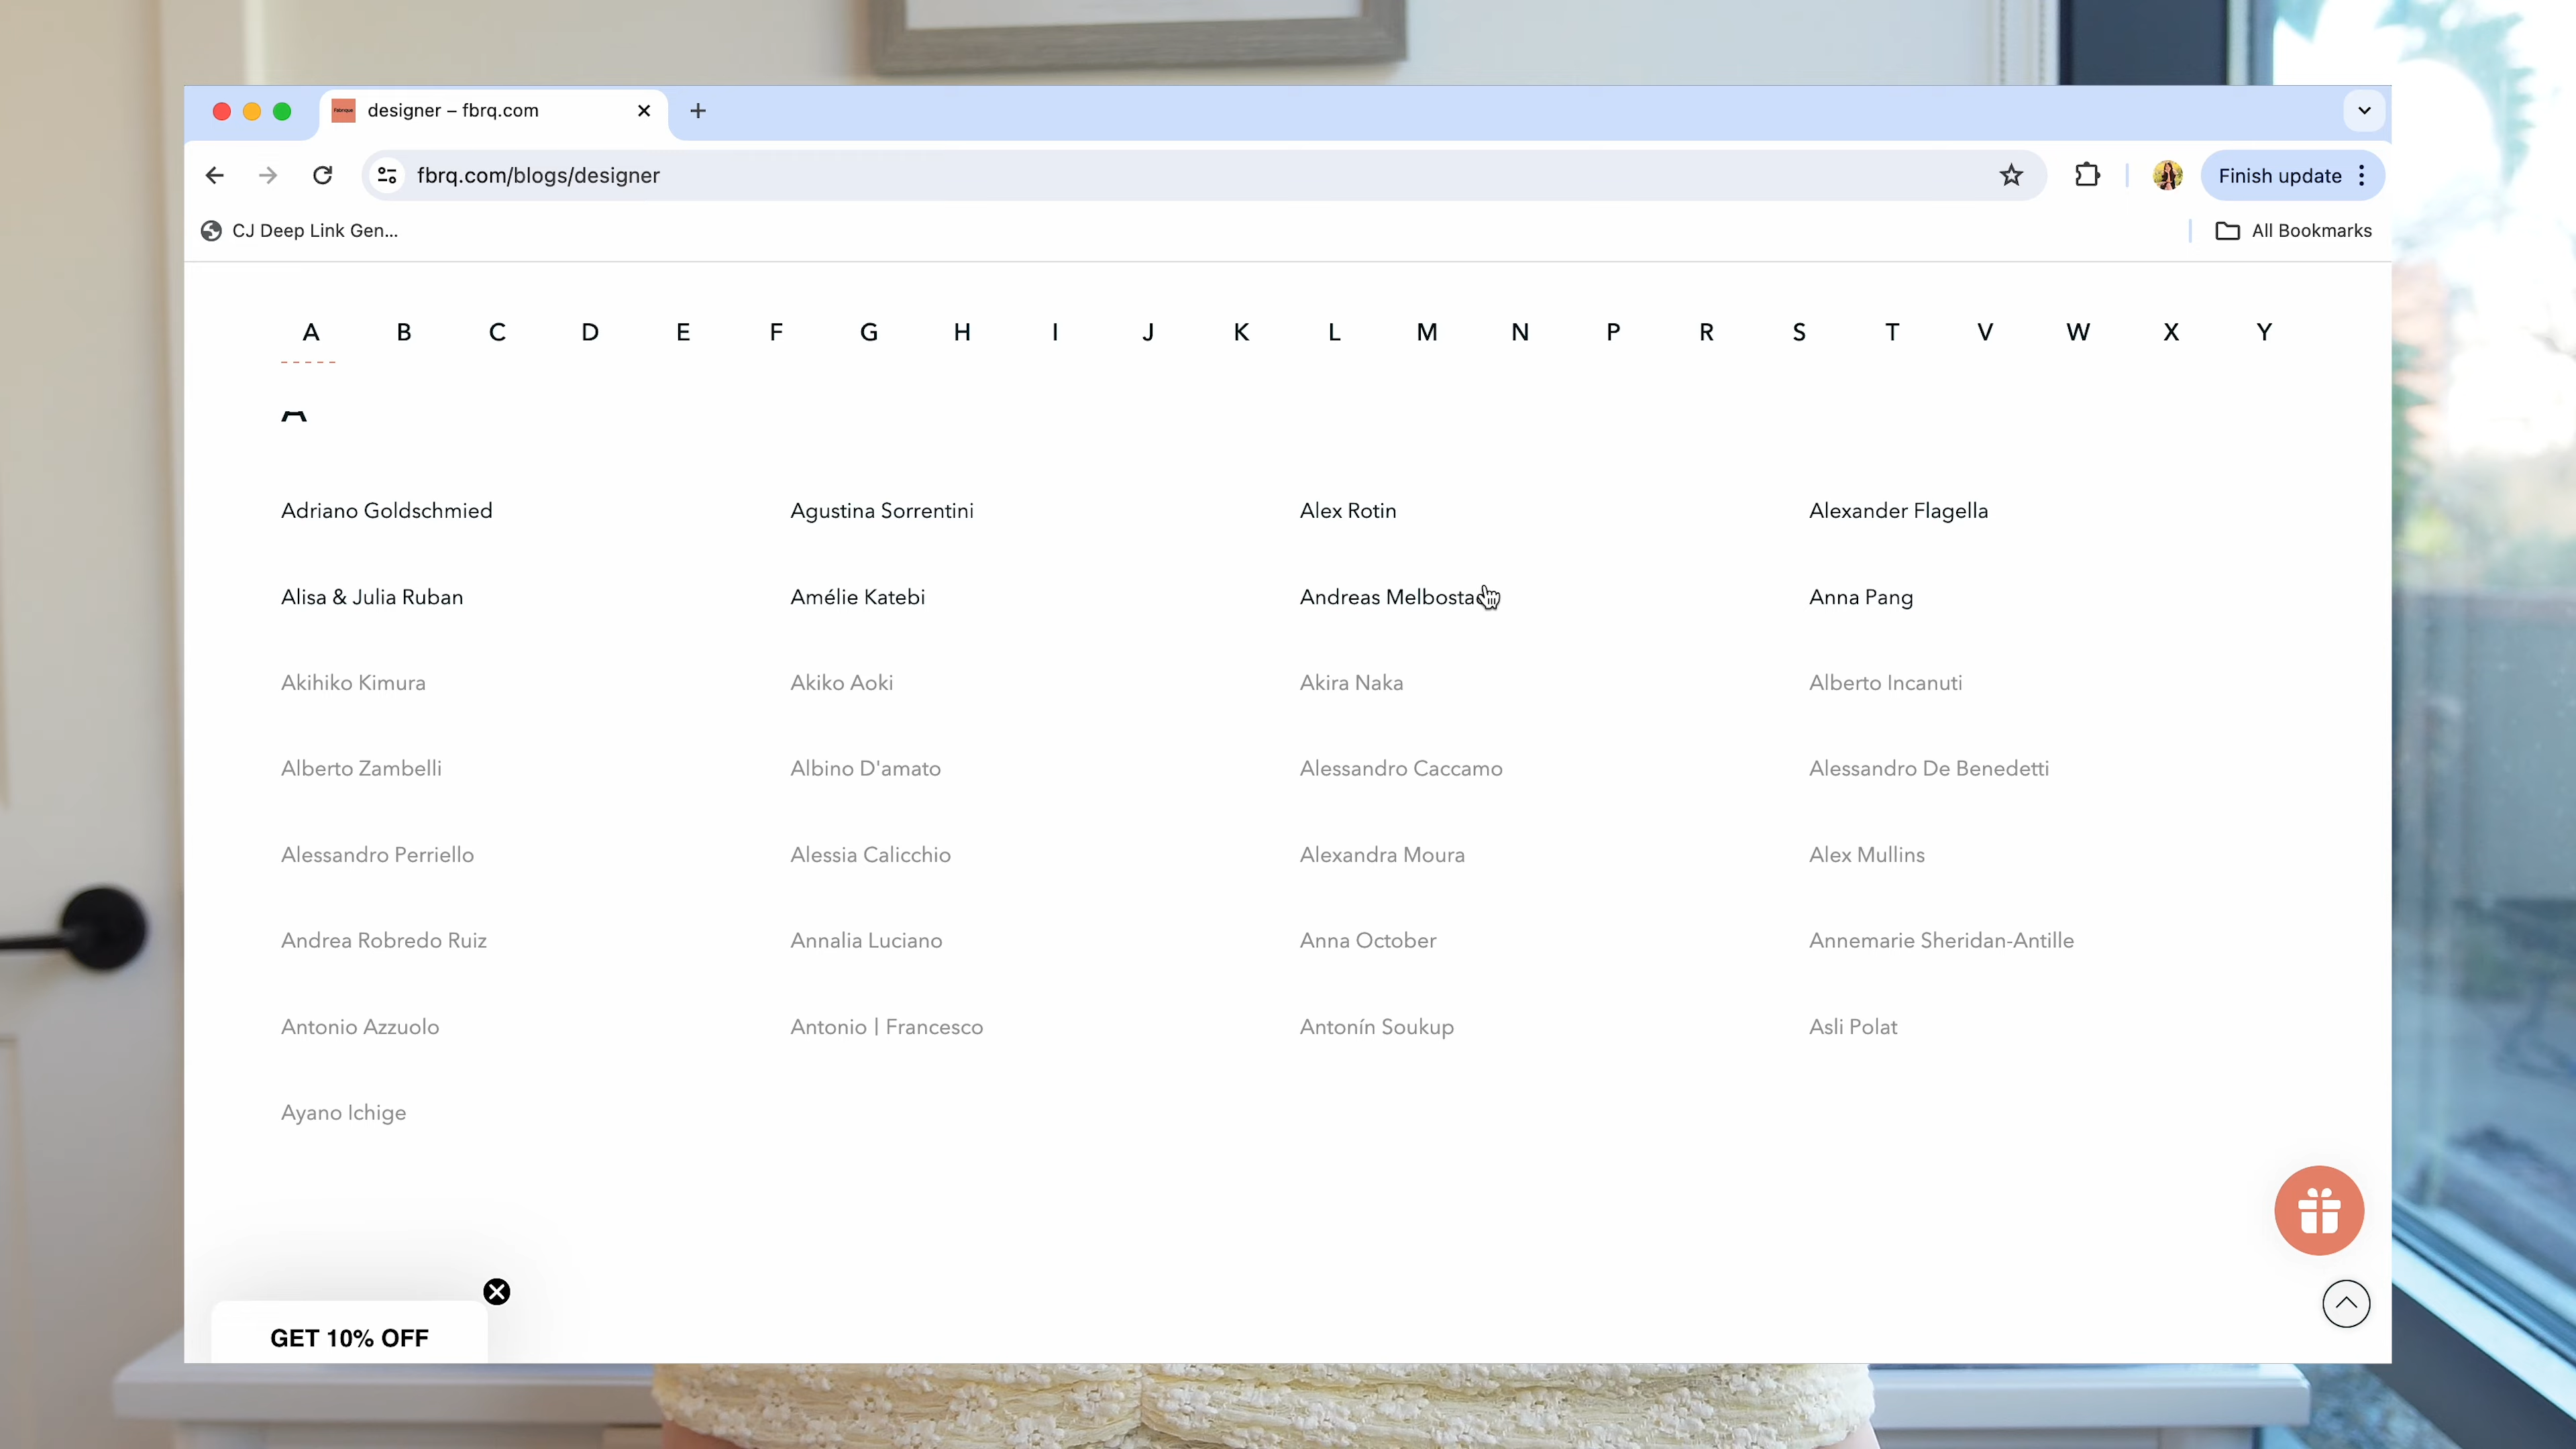 designer – fbrq.com
fbrq.com/blogs/designer
Finish update
CJ Deep Link Gen...
All Bookmarks
A B C D E F G H I J K L M N P R S T V W X Y
Adriano Goldschmied Agustina Sorrentini Alex Rotin Alexander Flagella
Alisa & Julia Ruban Amélie Katebi Andreas Anna Pang
Akihiko Kimura Akiko Aoki Akira Naka Alberto Incanuti
Alberto Zambelli Albino D'amato Alessandro Caccamo Alessandro De Benedetti
Alessandro Perriello Alessia Calicchio Alexandra Moura Alex Mullins
Andrea Robredo Ruiz Annalia Luciano Anna October Annemarie Sheridan-Antille
Antonio Azzuolo Antonio | Francesco Antonín Soukup Asli Polat
Ayano Ichige
GET 10% OFF